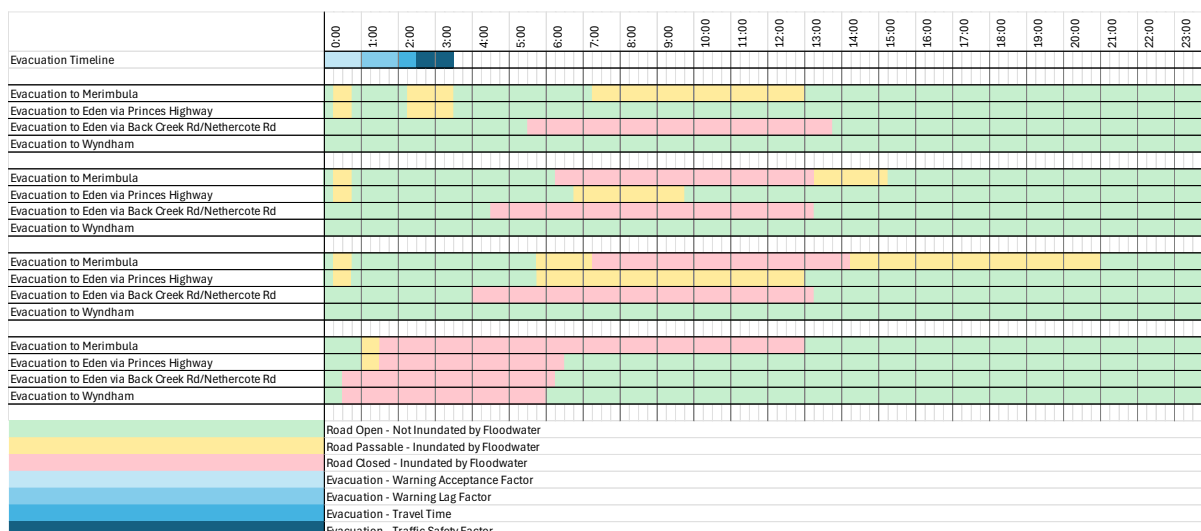 0:00 1:00 2:00 3:00 4:00 5:00 6:00 7:00 8:00 9:00 10:00 11:00 12:00 13:00 14:00 15:00 16:00 17:00 18:00 19:00 20:00 21:00 22:00 23:00
Evacuation Timeline
Evacuation to Merimbula
Evacuation to Eden via Princes Highway
Evacuation to Eden via Back Creek Rd/Nethercote Rd
Evacuation to Wyndham
Evacuation to Merimbula
Evacuation to Eden via Princes Highway
Evacuation to Eden via Back Creek Rd/Nethercote Rd
Evacuation to Wyndham
Evacuation to Merimbula
Evacuation to Eden via Princes Highway
Evacuation to Eden via Back Creek Rd/Nethercote Rd
Evacuation to Wyndham
Evacuation to Merimbula
Evacuation to Eden via Princes Highway
Evacuation to Eden via Back Creek Rd/Nethercote Rd
Evacuation to Wyndham
Road Open - Not Inundated by Floodwater
Road Passable - Inundated by Floodwater
Road Closed - Inundated by Floodwater
Evacuation - Warning Acceptance Factor
Evacuation - Warning Lag Factor
Evacuation - Travel Time
Evacuation - Traffic Safety Factor